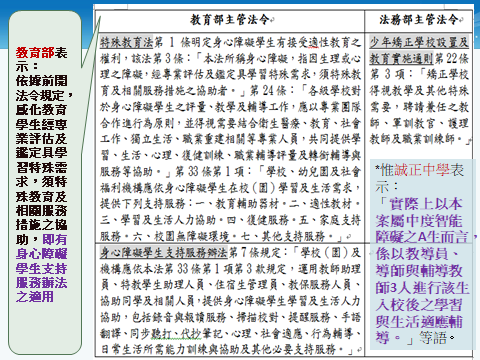 教育部表
示：
依據前開
法令規定，
感化教育
學生經專
業評估及
鑑定具學
習特殊需
求，須特
殊教育及
相關服務
措施之協
助，即有
身心障礙
學生支持
服務辦法
之適用
教育部主管法令
特殊教育法第 1 條明定身心障礙學生有接受適性教育之
權利，該法第 3 條：「本法所稱身心障礙，指因生理或心
理之障礙，經專業評估及鑑定具學習特殊需求，須特殊教
育及相關服務措施之協助者。」第 24 條：「各級學校對
於身心障礙學生之評量、教學及輔導工作，應以專業團隊
合作進行為原則，並得視需要結合衛生醫療、教育、社會
工作、獨立生活、職業重建相關等專業人員，共同提供學
習、生活、心理、復健訓練、職業輔導評量及轉銜輔導與
服務等協助。」第 33 條第 1 項：「學校、幼兒園及社會
福利機構應依身心障礙學生在校(園)學習及生活需求，
提供下列支持服務：一、教育輔助器材。二、適性教材。
三、學習及生活人力協助。四、復健服務。五、家庭支持
服務。六、校園無障礙環境。七、其他支持服務。」
身心障礙學生支持服務辦法第 7 條規定：「學校(園)及
機構應依本法第 33 條第 1 項第 3 款規定，運用教師助理
員、特教學生助理人員、住宿生管理員、教保服務人員、
協助同學及相關人員，提供身心障礙學生學習及生活人力
協助，包括錄音與報讀服務、掃描校對、提醒服務、手語
翻譯、同步聽打、代抄筆記、心理、社會適應、行為輔導、
日常生活所需能力訓練與協助及其他必要支持服務。」
法務部主管法令
少年矯正學校設置及
教育實施通則第22條
第 3 項：「矯正學校
得視教學及其他特殊
需要，聘請兼任之教
師、軍訓教官、護理
教師及職業訓練師。」
*惟誠正中學表
示：
「實際上以本
案屬中度智能
障礙之A生而言，
係以教導員、
導師與輔導教
師3人進行該生
入校後之學習
與生活適應輔
導。」等語。